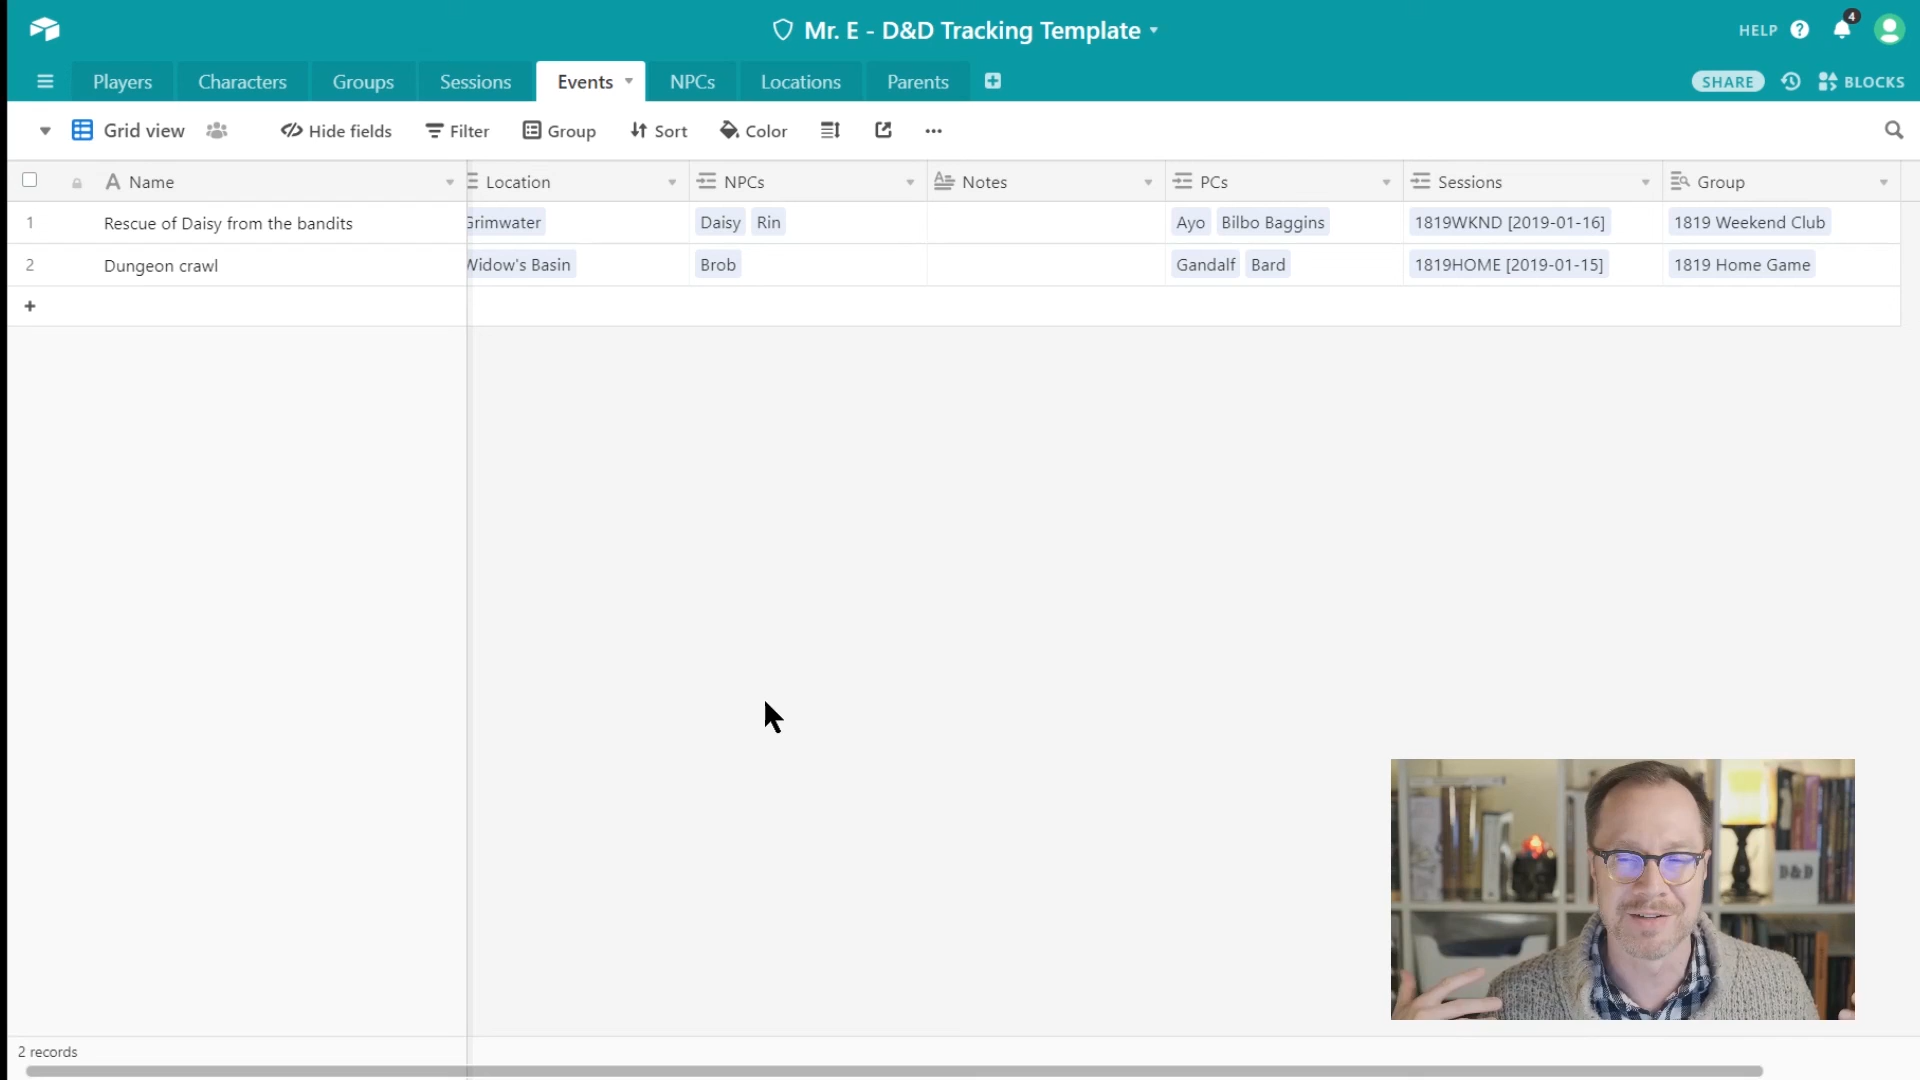 Mr. E - D&D Tracking Template
HELP
4
Players Characters Groups Sessions Events NPCs Locations Parents
SHARE BLOCKS
Grid view Hide fields Filter Group Sort Color
Name Location NPCs Notes PCs Sessions Group
1 Rescue of Daisy from the bandits Grimwater Daisy Rin Ayo Bilbo Baggins 1819WKND [2019-01-16] 1819 Weekend Club
2 Dungeon crawl Widow's Basin Brob Gandalf Bard 1819HOME [2019-01-15] 1819 Home Game
D&D
2 records